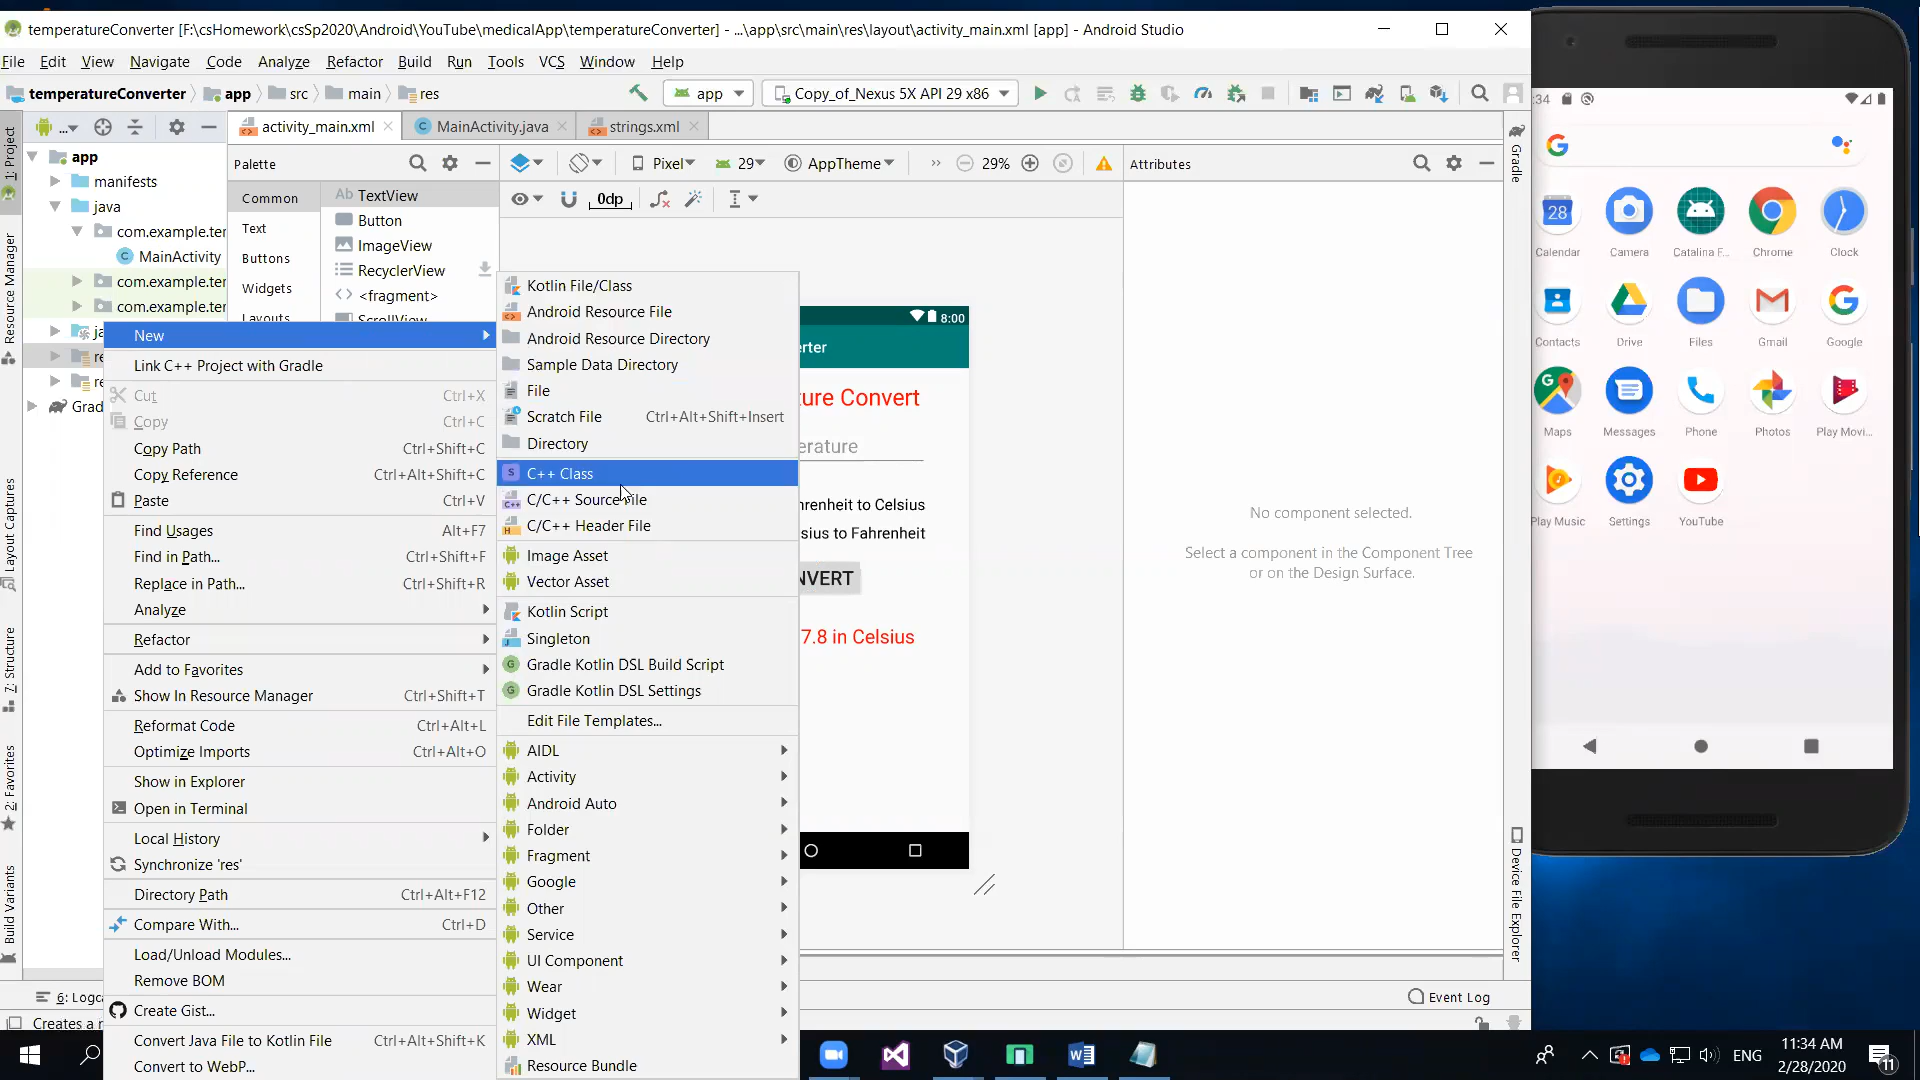 temperatureConverter [F:\csHomework\csSp2020\Android\YouTube\medicalApp\temperatureConverter] - ...\app\src\main\res\layout\activity_main.xml [app] - Android Studio
File Edit View Navigate Code Analyze Refactor Build Run Tools VCS Window Help
temperatureConverter app src main res
app
Copy_of_Nexus 5X API 29 x86
activity_main.xml
MainActivity.java
strings.xml
1: Project
Resource Manager
Layout Captures
7: Structure
2: Favorites
Build Variants
app
manifests
java
com.example.ter
MainActivity
com.example.ter
com.example.ter
Grad
Palette
Common
Text
Buttons
Widgets
Layouts
Ab TextView
Button
ImageView
RecyclerView
<fragment>
ScrollView
Pixel
29
AppTheme
29%
0dp
Attributes
No component selected.
Select a component in the Component Tree
or on the Design Surface.
Gradle
Device File Explorer
New
Link C++ Project with Gradle
Cut Ctrl+X
Copy Ctrl+C
Copy Path Ctrl+Shift+C
Copy Reference Ctrl+Alt+Shift+C
Paste Ctrl+V
Find Usages Alt+F7
Find in Path... Ctrl+Shift+F
Replace in Path... Ctrl+Shift+R
Analyze
Refactor
Add to Favorites
Show In Resource Manager Ctrl+Shift+T
Reformat Code Ctrl+Alt+L
Optimize Imports Ctrl+Alt+O
Show in Explorer
Open in Terminal
Local History
Synchronize 'res'
Directory Path Ctrl+Alt+F12
Compare With... Ctrl+D
Load/Unload Modules...
Remove BOM
Create Gist...
Convert Java File to Kotlin File Ctrl+Alt+Shift+K
Convert to WebP...
Kotlin File/Class
Android Resource File
Android Resource Directory
Sample Data Directory
File
Scratch File Ctrl+Alt+Shift+Insert
Directory
C++ Class
C/C++ Source File
C/C++ Header File
Image Asset
Vector Asset
Kotlin Script
Singleton
Gradle Kotlin DSL Build Script
Gradle Kotlin DSL Settings
Edit File Templates...
AIDL
Activity
Android Auto
Folder
Fragment
Google
Other
Service
UI Component
Wear
Widget
XML
Resource Bundle
8:00
erter
ure Convert
erature
hrenheit to Celsius
sius to Fahrenheit
NVERT
7.8 in Celsius
6: Logca
Event Log
Creates a n
:34
28
Calendar Camera Catalina F... Chrome Clock
Contacts Drive Files Gmail Google
Maps Messages Phone Photos Play Movi...
Play Music Settings YouTube
ENG
11:34 AM
2/28/2020
11